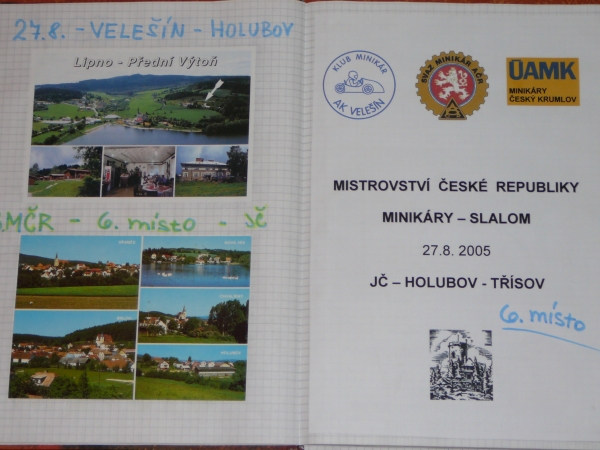 27.8. - VELEŠÍN - HOLUBOV
Lipno - Přední Výtoň
MČR - 6. místo - JČ
KLUB MINIKÁR
AK VELEŠÍN
SVAZ MINIKÁR AČR
ÚAMK
MINIKÁRY
ČESKÝ KRUMLOV
MISTROVSTVÍ ČESKÉ REPUBLIKY
MINIKÁRY – SLALOM
27.8. 2005
JČ – HOLUBOV - TŘÍSOV
6. místo